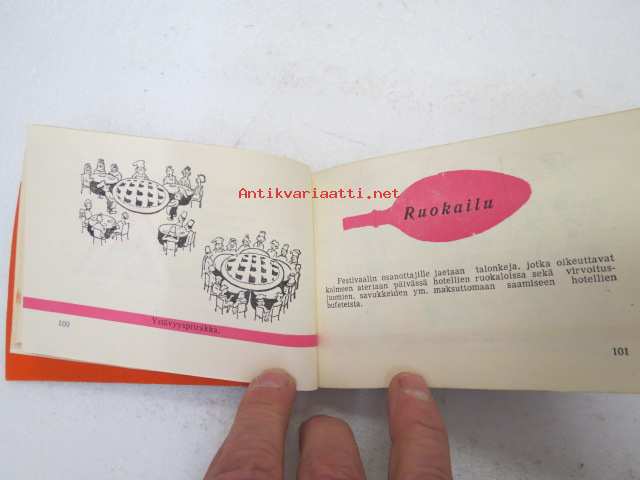 Antikvariaatti.net
100
Ystävyyspiirakka.
Ruokailu
Festivaalin osanottajille jaetaan talonkeja, jotka oikeuttavat
kolmeen ateriaan päivässä hotellien ruokaloissa sekä virvoitus-
juomien, savukkeiden ym. maksuttomaan saamiseen hotellien
bufeteista.
101